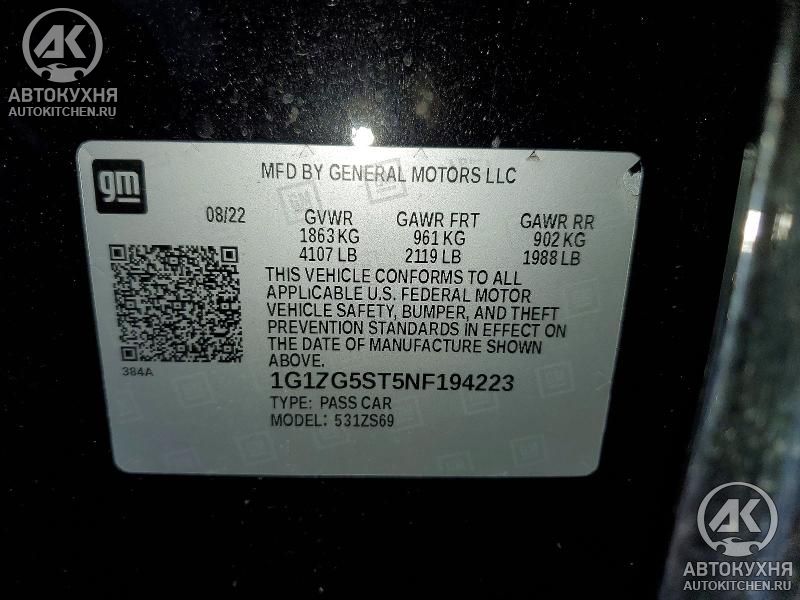 АК
АВТОКУХНЯ
AUTOKITCHEN.RU
gm
MFD BY GENERAL MOTORS LLC
08/22 GVWR GAWR FRT GAWR RR
1863 KG 961 KG 902 KG
4107 LB 2119 LB 1988 LB
THIS VEHICLE CONFORMS TO ALL
APPLICABLE U.S. FEDERAL MOTOR
VEHICLE SAFETY, BUMPER, AND THEFT
PREVENTION STANDARDS IN EFFECT ON
THE DATE OF MANUFACTURE SHOWN
ABOVE.
384A
1G1ZG5ST5NF194223
TYPE: PASS CAR
MODEL: 531ZS69
АК
АВТОКУХНЯ
AUTOKITCHEN.RU